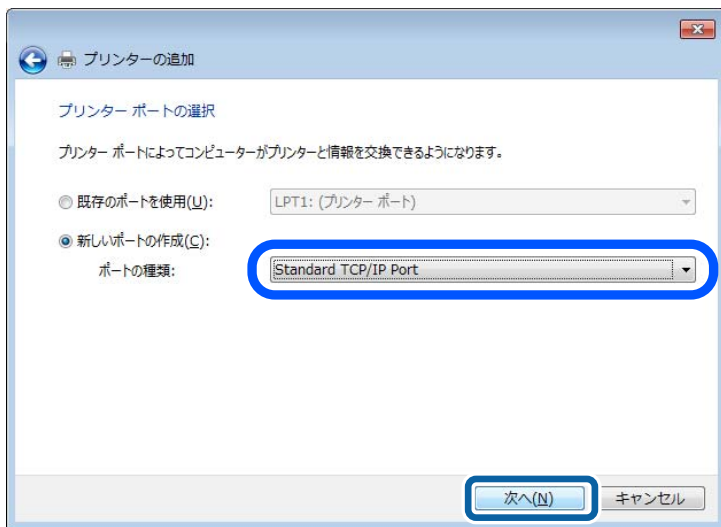 プリンターの追加
プリンター ポートの選択
プリンター ポートによってコンピューターがプリンターと情報を交換できるようになります。
既存のポートを使用(U): LPT1: (プリンター ポート)
新しいポートの作成(C):
ポートの種類: Standard TCP/IP Port
次へ(N) キャンセル